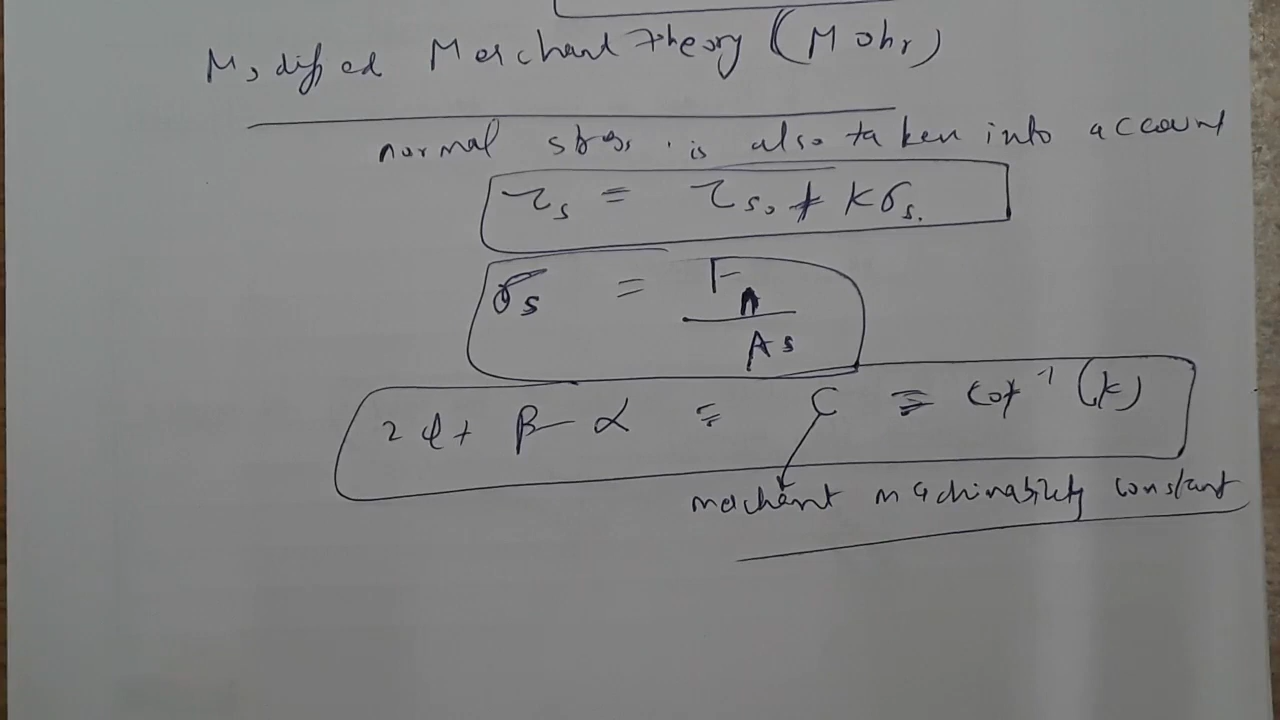 Modified Merchant Theory (Mohr)
normal stress is also taken into account
τs = τs₀ + kσs.
σs = Fn / As
2φ + β - α = C = cot⁻¹ (k)
merchant machinability constant